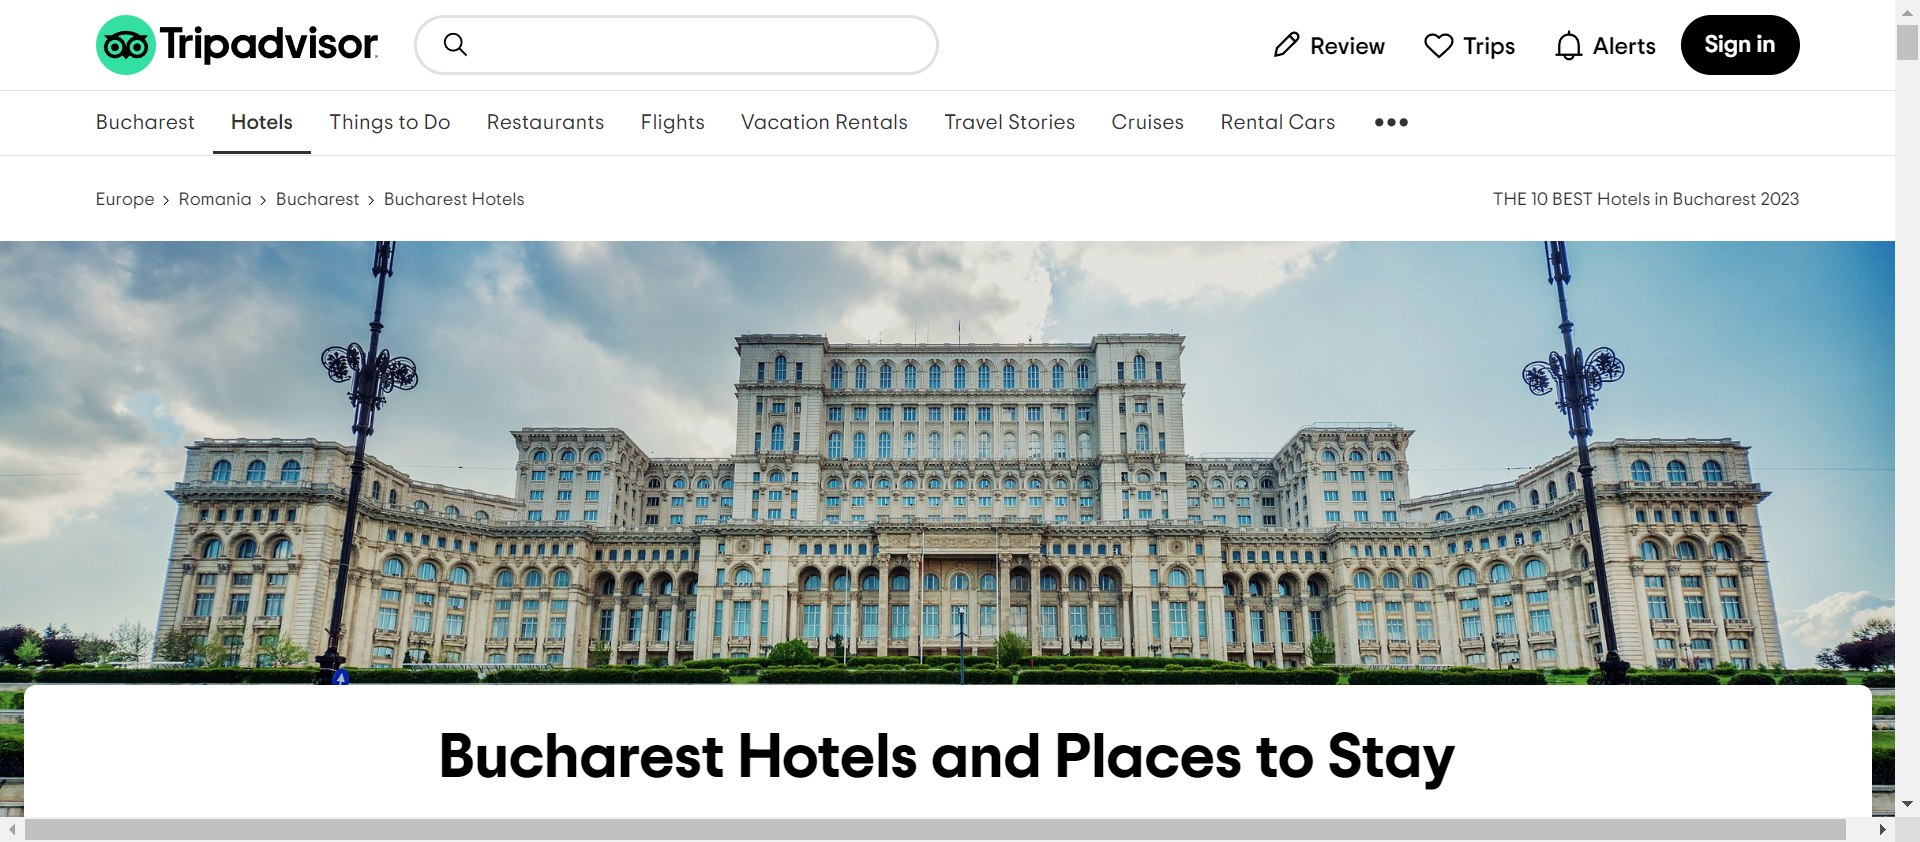 Tripadvisor
Review
Trips
Alerts
Sign in
Bucharest
Hotels
Things to Do
Restaurants
Flights
Vacation Rentals
Travel Stories
Cruises
Rental Cars
Europe › Romania › Bucharest › Bucharest Hotels
THE 10 BEST Hotels in Bucharest 2023
Bucharest Hotels and Places to Stay